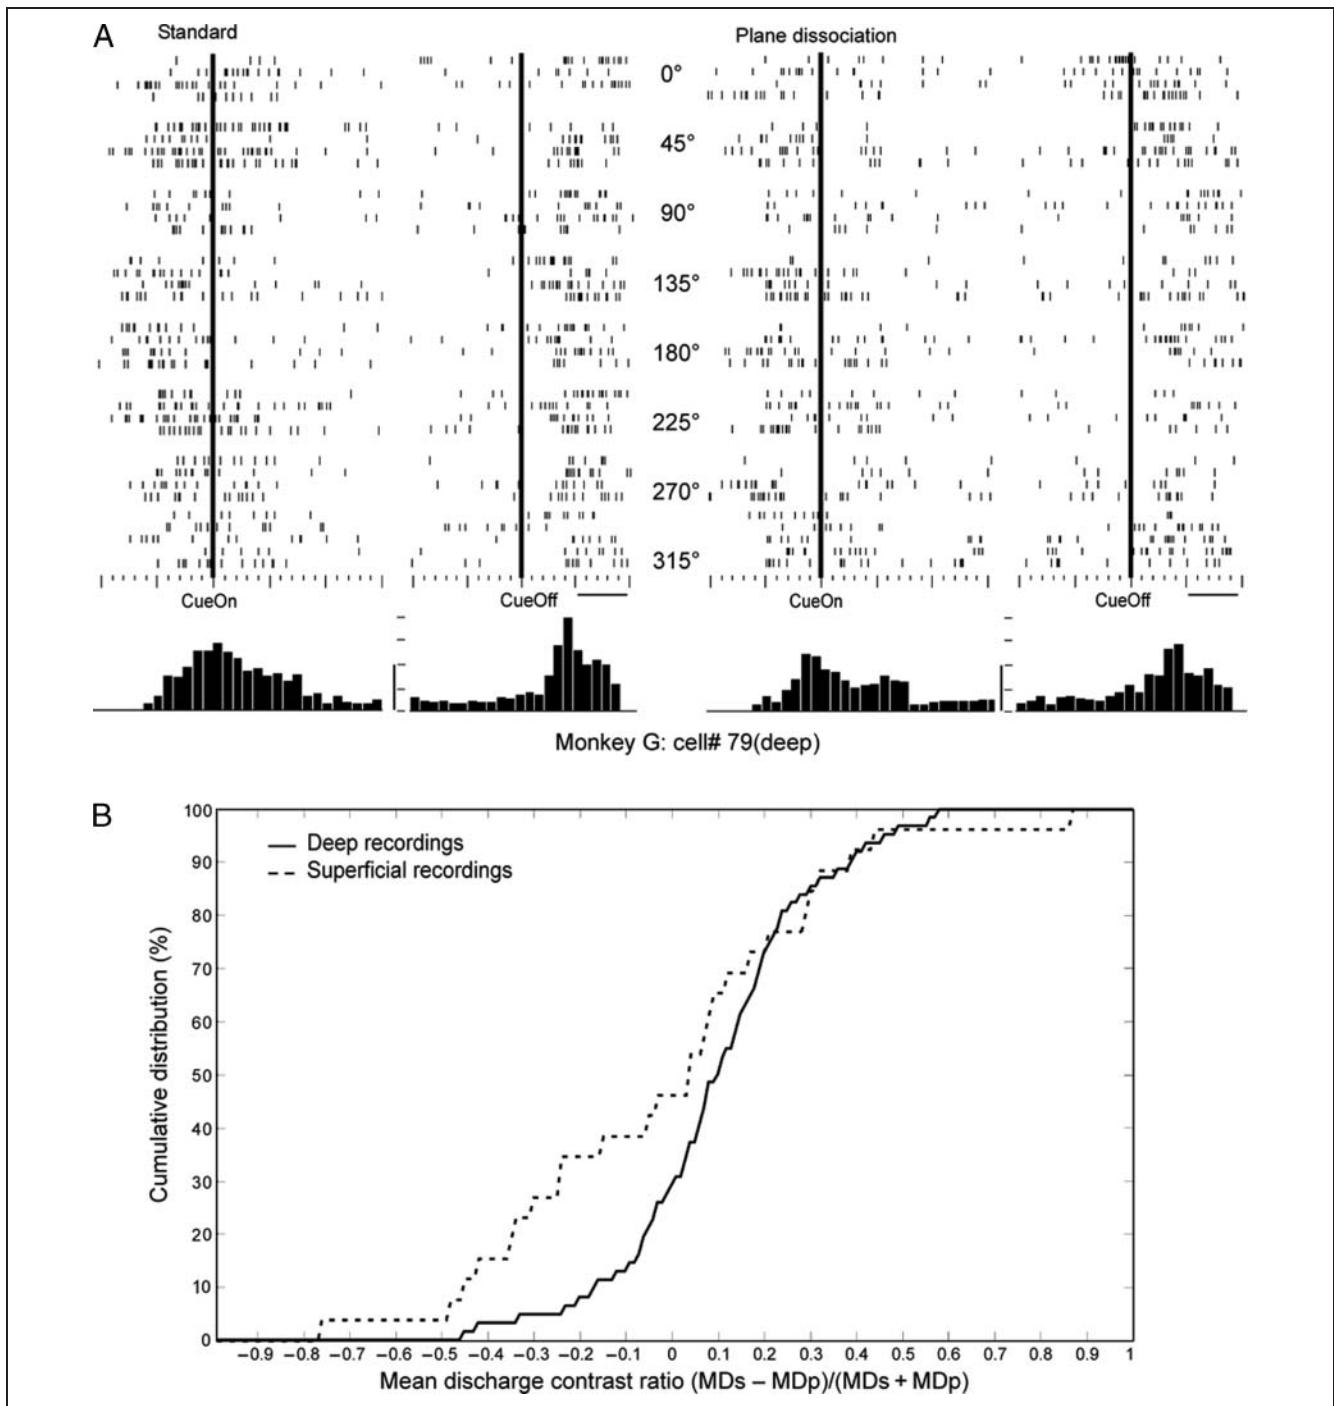 A
Standard
Plane dissociation
0°
45°
90°
135°
180°
225°
270°
315°
CueOn
CueOff
CueOn
CueOff
Monkey G: cell# 79(deep)
B
100
90
80
70
60
50
40
30
20
10
0
Cumulative distribution (%)
Deep recordings
Superficial recordings
−0.9 −0.8 −0.7 −0.6 −0.5 −0.4 −0.3 −0.2 −0.1 0 0.1 0.2 0.3 0.4 0.5 0.6 0.7 0.8 0.9 1
Mean discharge contrast ratio (MDs – MDp)/(MDs + MDp)